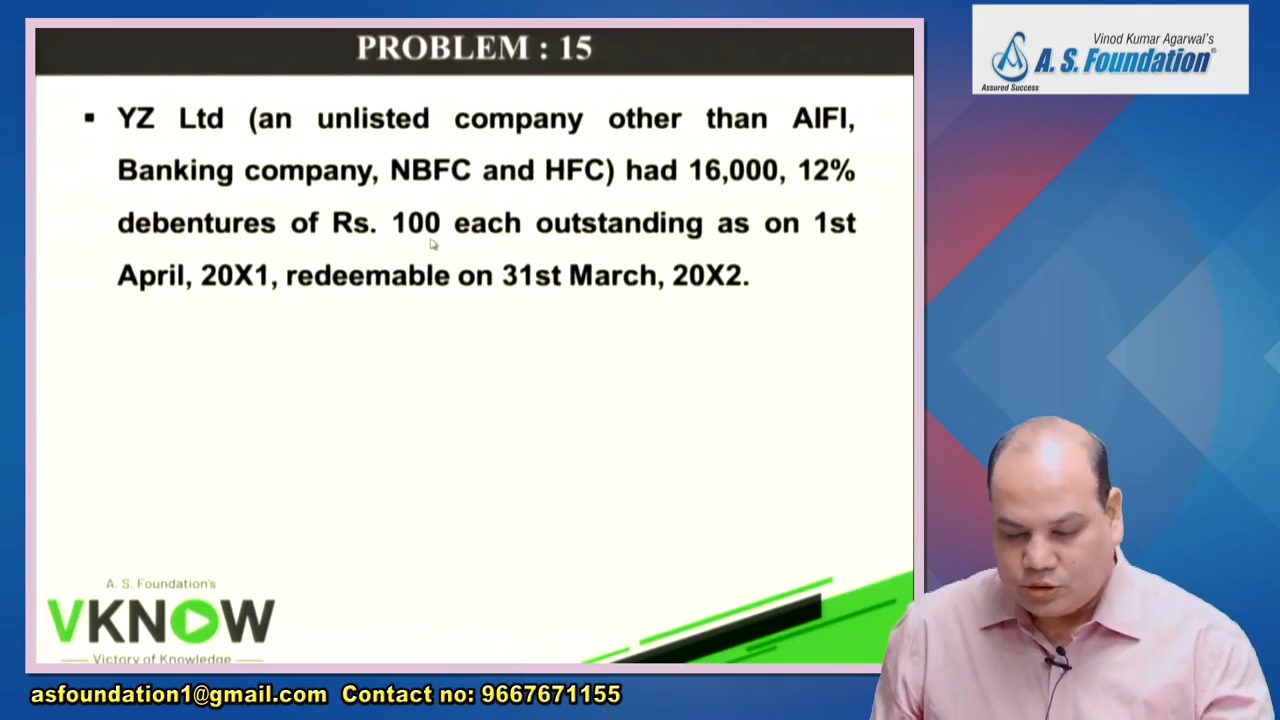 PROBLEM : 15
Vinod Kumar Agarwal's
A. S. Foundation®
Assured Success
▪ YZ Ltd (an unlisted company other than AIFI,
Banking company, NBFC and HFC) had 16,000, 12%
debentures of Rs. 100 each outstanding as on 1st
April, 20X1, redeemable on 31st March, 20X2.
A. S. Foundation's
VKNOW
Victory of Knowledge
asfoundation1@gmail.com Contact no: 9667671155